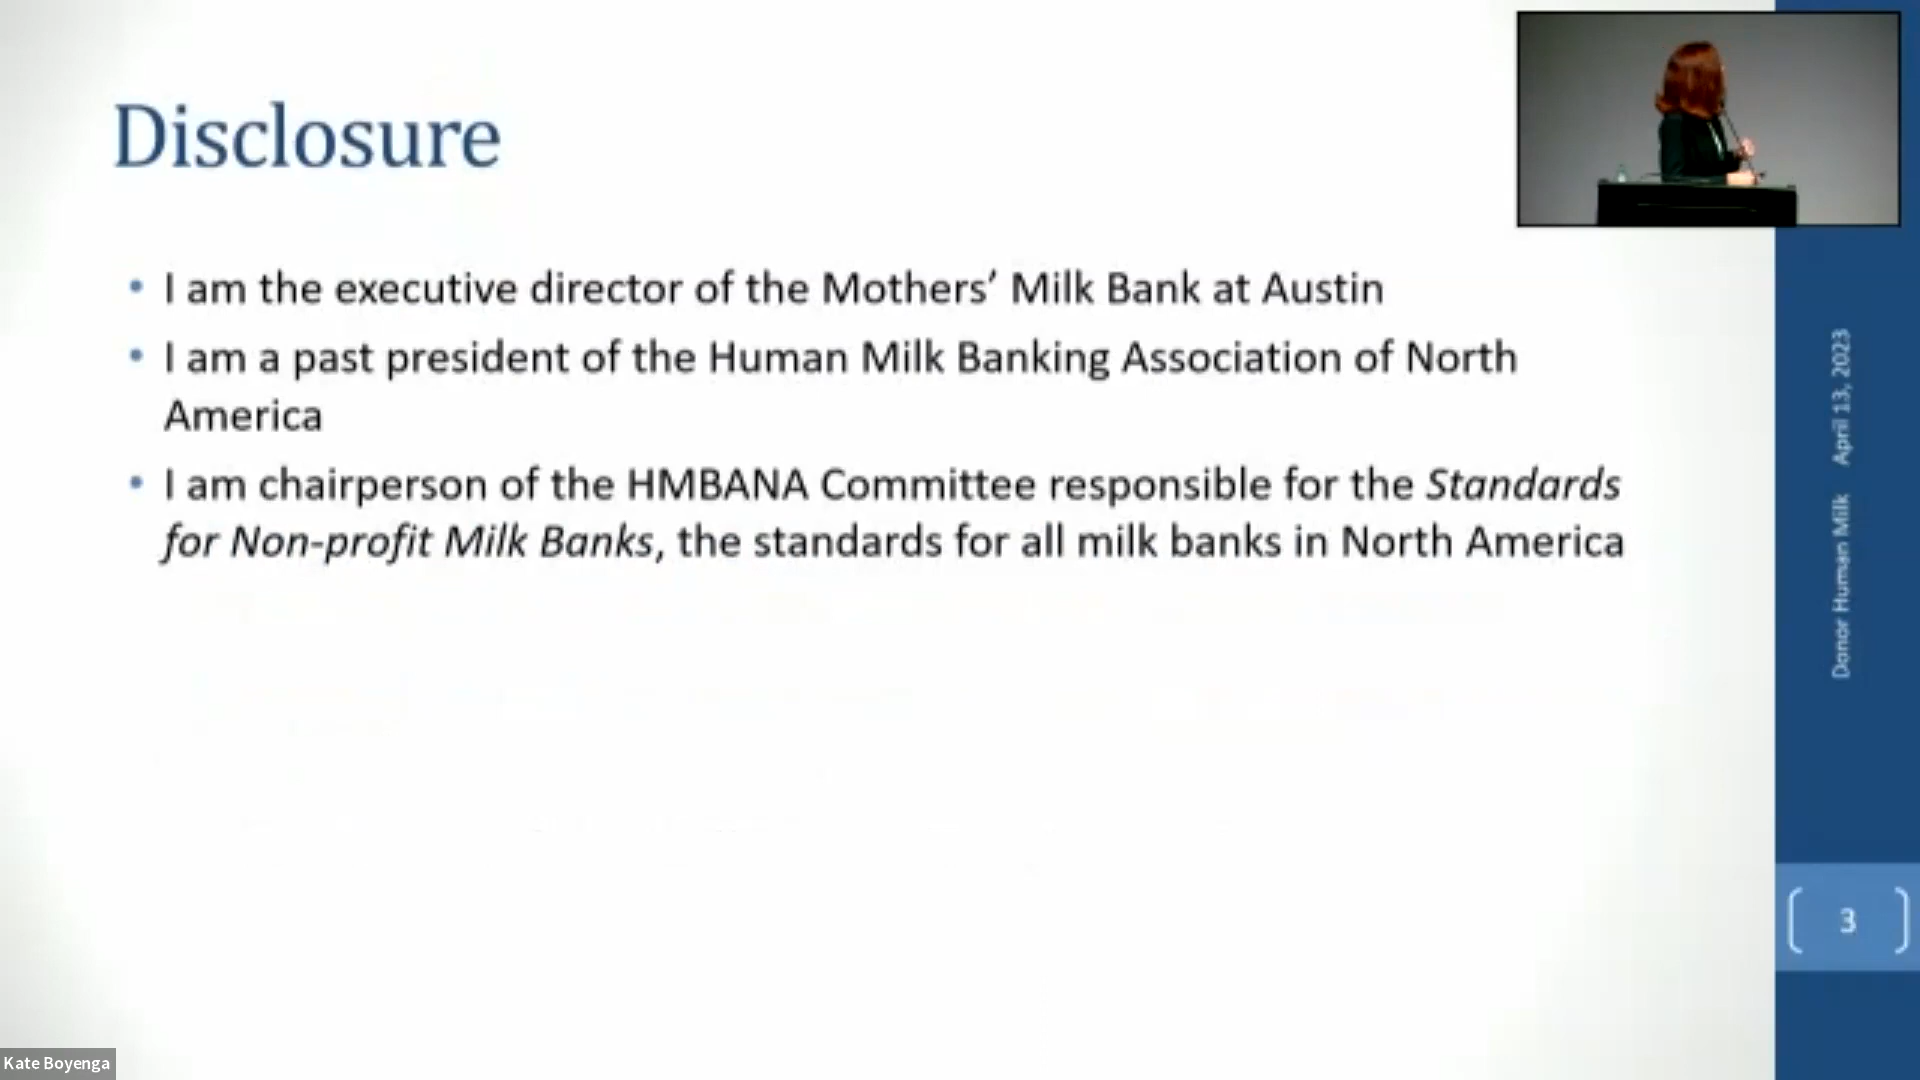 Disclosure
• I am the executive director of the Mothers’ Milk Bank at Austin
• I am a past president of the Human Milk Banking Association of North
America
• I am chairperson of the HMBANA Committee responsible for the Standards
for Non-profit Milk Banks, the standards for all milk banks in North America
Donor Human Milk April 13, 2023
3
Kate Boyenga